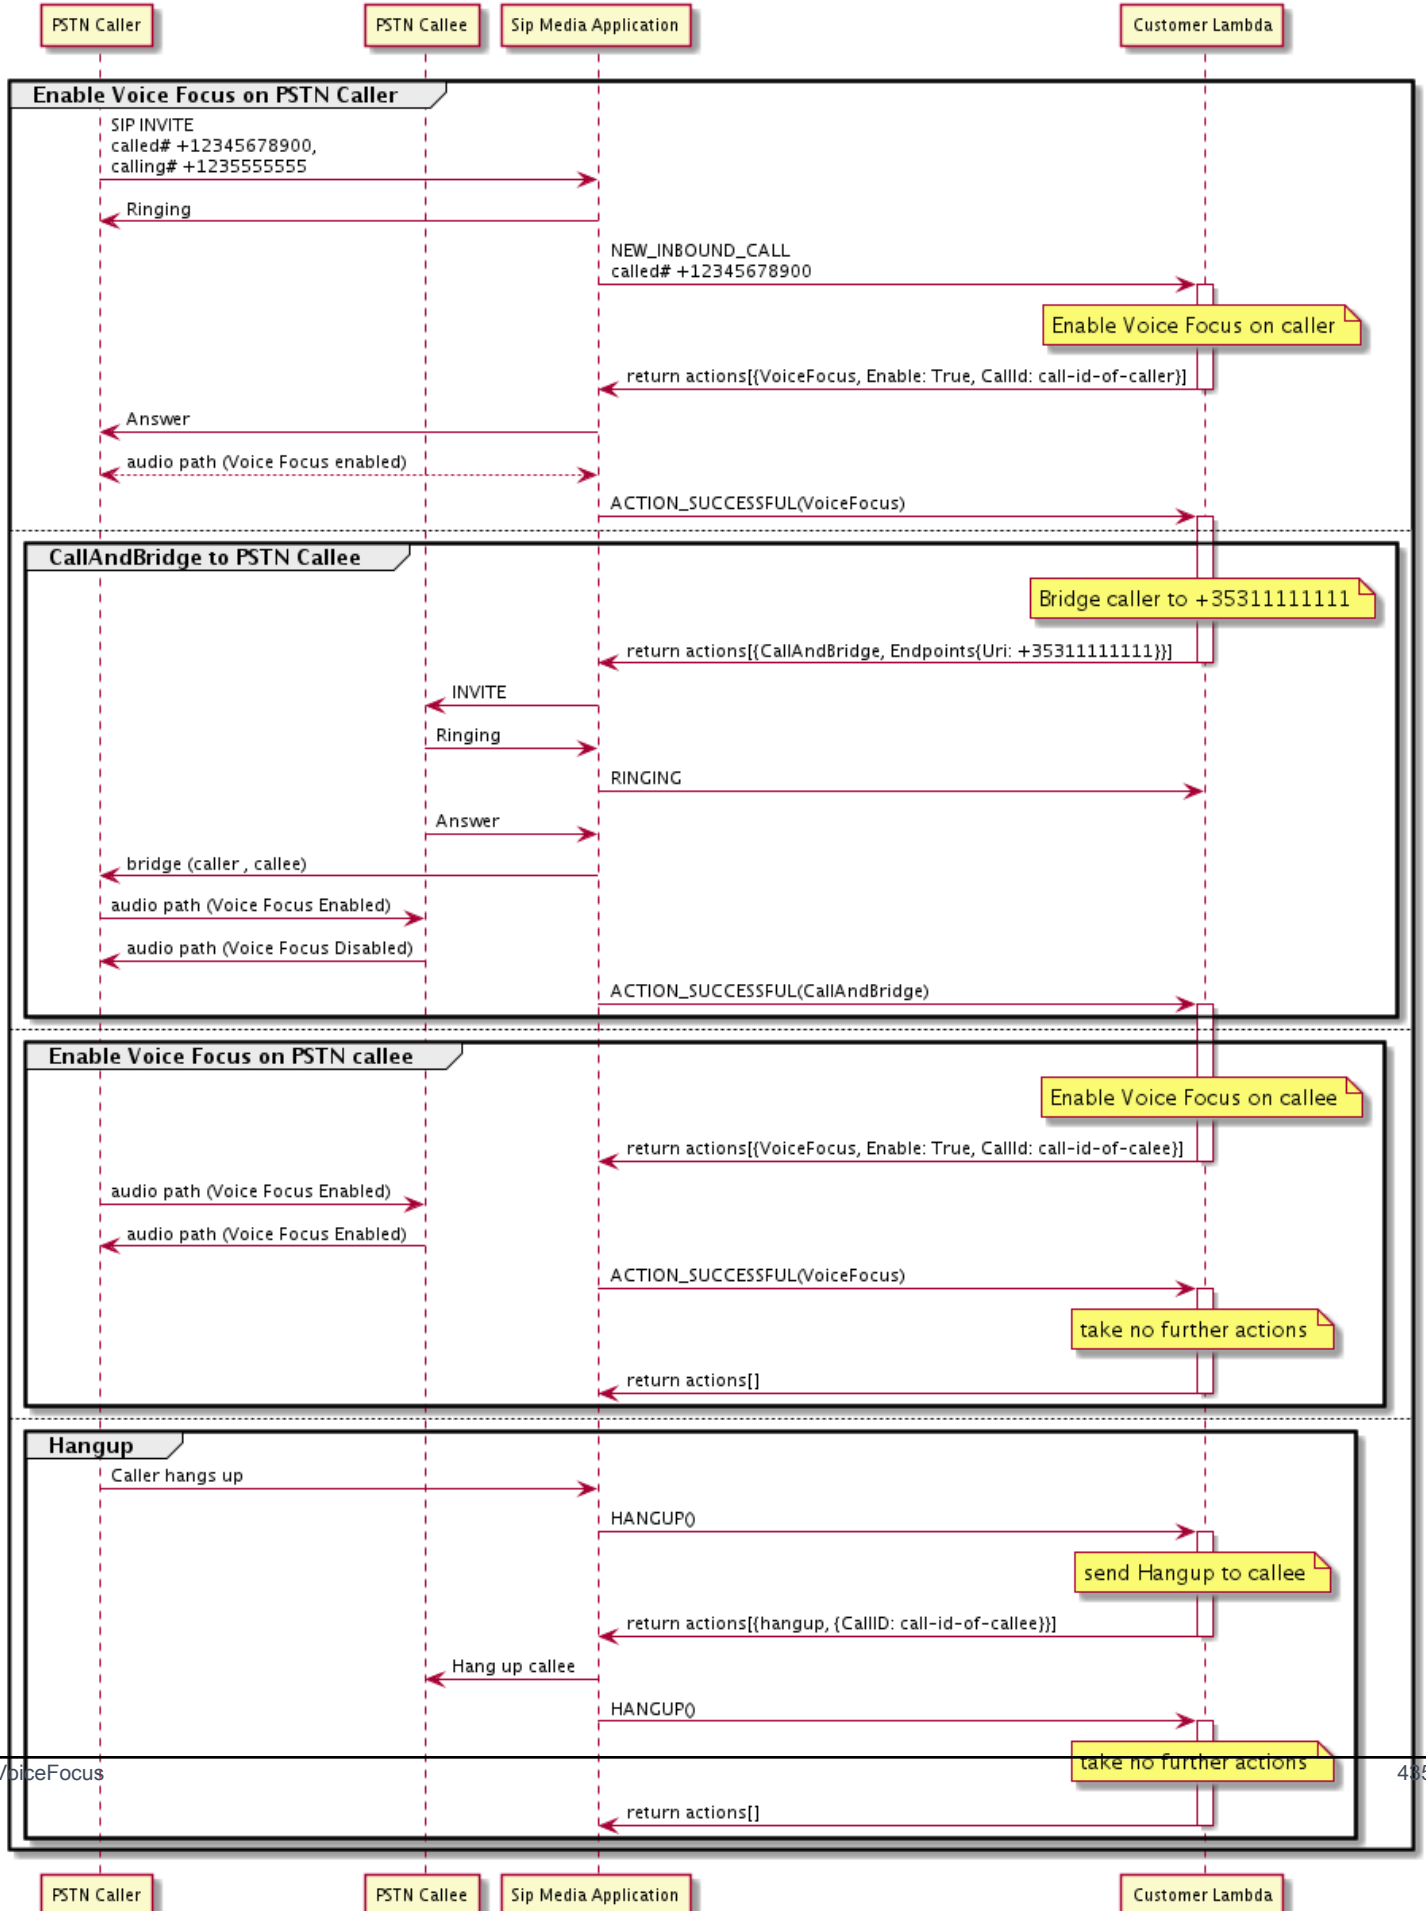 PSTN Caller PSTN Callee Sip Media Application Customer Lambda
Enable Voice Focus on PSTN Caller
SIP INVITE
called# +12345678900,
calling# +1235555555
Ringing
NEW_INBOUND_CALL
called# +12345678900
Enable Voice Focus on caller
return actions[{VoiceFocus, Enable: True, CallId: call-id-of-caller}]
Answer
audio path (Voice Focus enabled)
ACTION_SUCCESSFUL(VoiceFocus)
CallAndBridge to PSTN Callee
Bridge caller to +35311111111
return actions[{CallAndBridge, Endpoints{Uri: +35311111111}}]
INVITE
Ringing
RINGING
Answer
bridge (caller , callee)
audio path (Voice Focus Enabled)
audio path (Voice Focus Disabled)
ACTION_SUCCESSFUL(CallAndBridge)
Enable Voice Focus on PSTN callee
Enable Voice Focus on callee
return actions[{VoiceFocus, Enable: True, CallId: call-id-of-calee}]
audio path (Voice Focus Enabled)
audio path (Voice Focus Enabled)
ACTION_SUCCESSFUL(VoiceFocus)
take no further actions
return actions[]
Hangup
Caller hangs up
HANGUP()
send Hangup to callee
return actions[{hangup, {CallID: call-id-of-callee}}]
Hang up callee
HANGUP()
take no further actions
VoiceFocus 435
return actions[]
PSTN Caller PSTN Callee Sip Media Application Customer Lambda